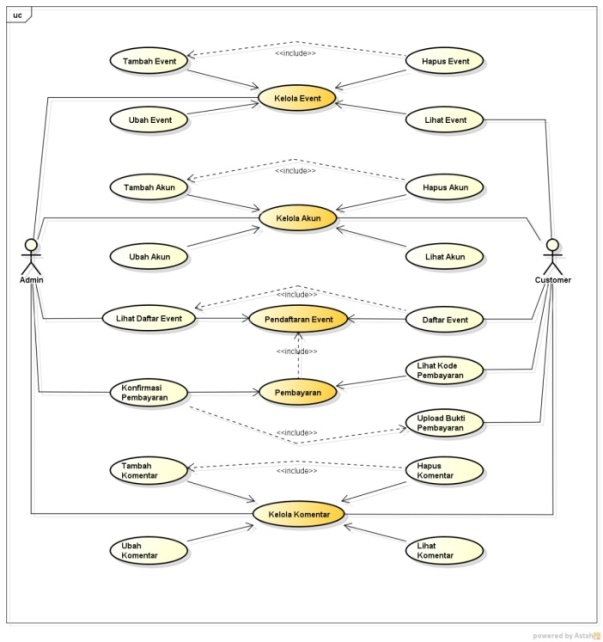 uc
Tambah Event
<<include>>
Hapus Event
Kelola Event
Ubah Event
Lihat Event
Tambah Akun
<<include>>
Hapus Akun
Kelola Akun
Ubah Akun
Lihat Akun
Admin
Customer
<<include>>
Lihat Daftar Event
Pendaftaran Event
Daftar Event
<<include>>
Lihat Kode
Pembayaran
Konfirmasi
Pembayaran
Pembayaran
Upload Bukti
Pembayaran
Tambah
Komentar
<<include>>
Hapus
Komentar
Kelola Komentar
Ubah
Komentar
Lihat
Komentar
powered by Astah